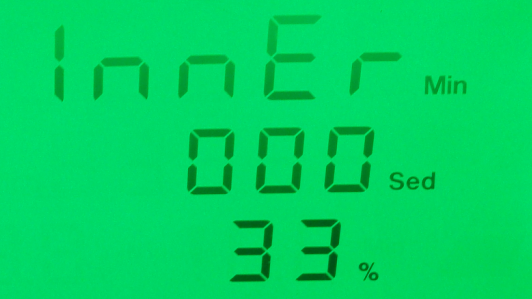 InnEr Min
000 Sed
33 %